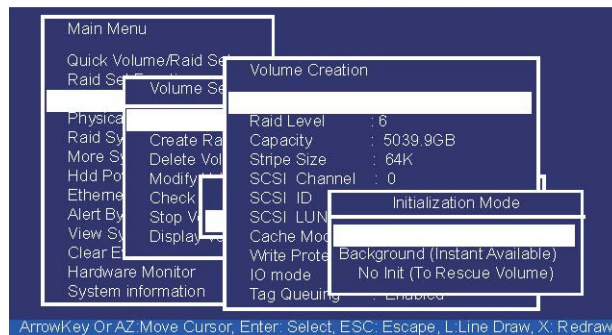 Main Menu
Quick Volume/Raid Set
Raid Set
Physica
Raid Sy
More Sy
Hdd Po
Etherne
Alert By
View Sy
Clear E
Hardware Monitor
System information
Volume Se
Create Ra
Delete Vol
Modify
Check
Stop V
Display
Volume Creation
Raid Level : 6
Capacity : 5039.9GB
Stripe Size : 64K
SCSI Channel : 0
SCSI ID
SCSI LUN
Cache Mod
Write Prote
IO mode
Tag Queuing : Enabled
Initialization Mode
Background (Instant Available)
No Init (To Rescue Volume)
ArrowKey Or AZ:Move Cursor, Enter: Select, ESC: Escape, L:Line Draw, X: Redraw